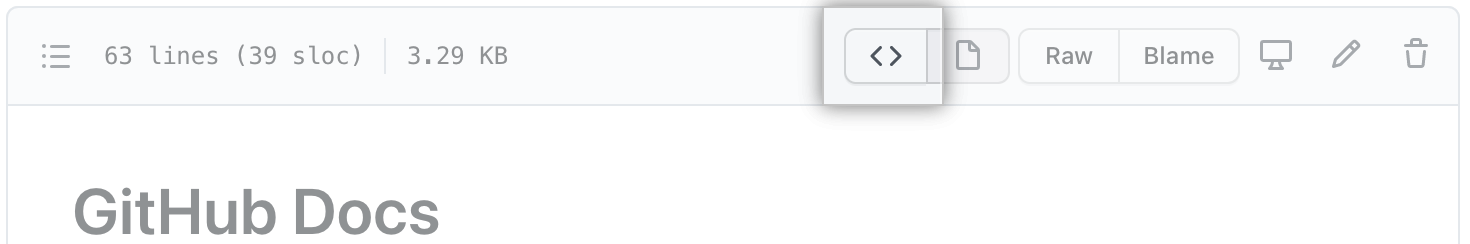 63 lines (39 sloc) 3.29 KB Raw Blame
GitHub Docs